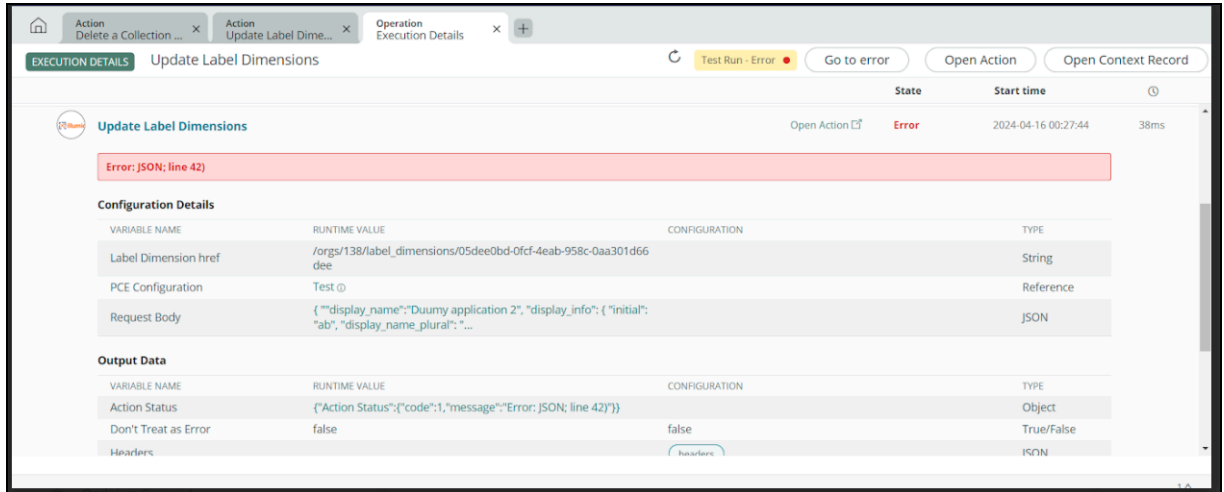 Action
Delete a Collection ...
Action
Update Label Dime...
Operation
Execution Details
EXECUTION DETAILS Update Label Dimensions Test Run - Error Go to error Open Action Open Context Record
State Start time
Update Label Dimensions Open Action Error 2024-04-16 00:27:44 38ms
Error: JSON; line 42)
Configuration Details
VARIABLE NAME RUNTIME VALUE CONFIGURATION TYPE
Label Dimension href /orgs/138/label_dimensions/05dee0bd-0fcf-4eab-958c-0aa301d66 String
dee
PCE Configuration Test Reference
Request Body { ""display_name":"Duumy application 2", "display_info": { "initial": JSON
"ab", "display_name_plural": "...
Output Data
VARIABLE NAME RUNTIME VALUE CONFIGURATION TYPE
Action Status {"Action Status":{"code":1,"message":"Error: JSON; line 42)"}} Object
Don't Treat as Error false false True/False
Headers headers JSON